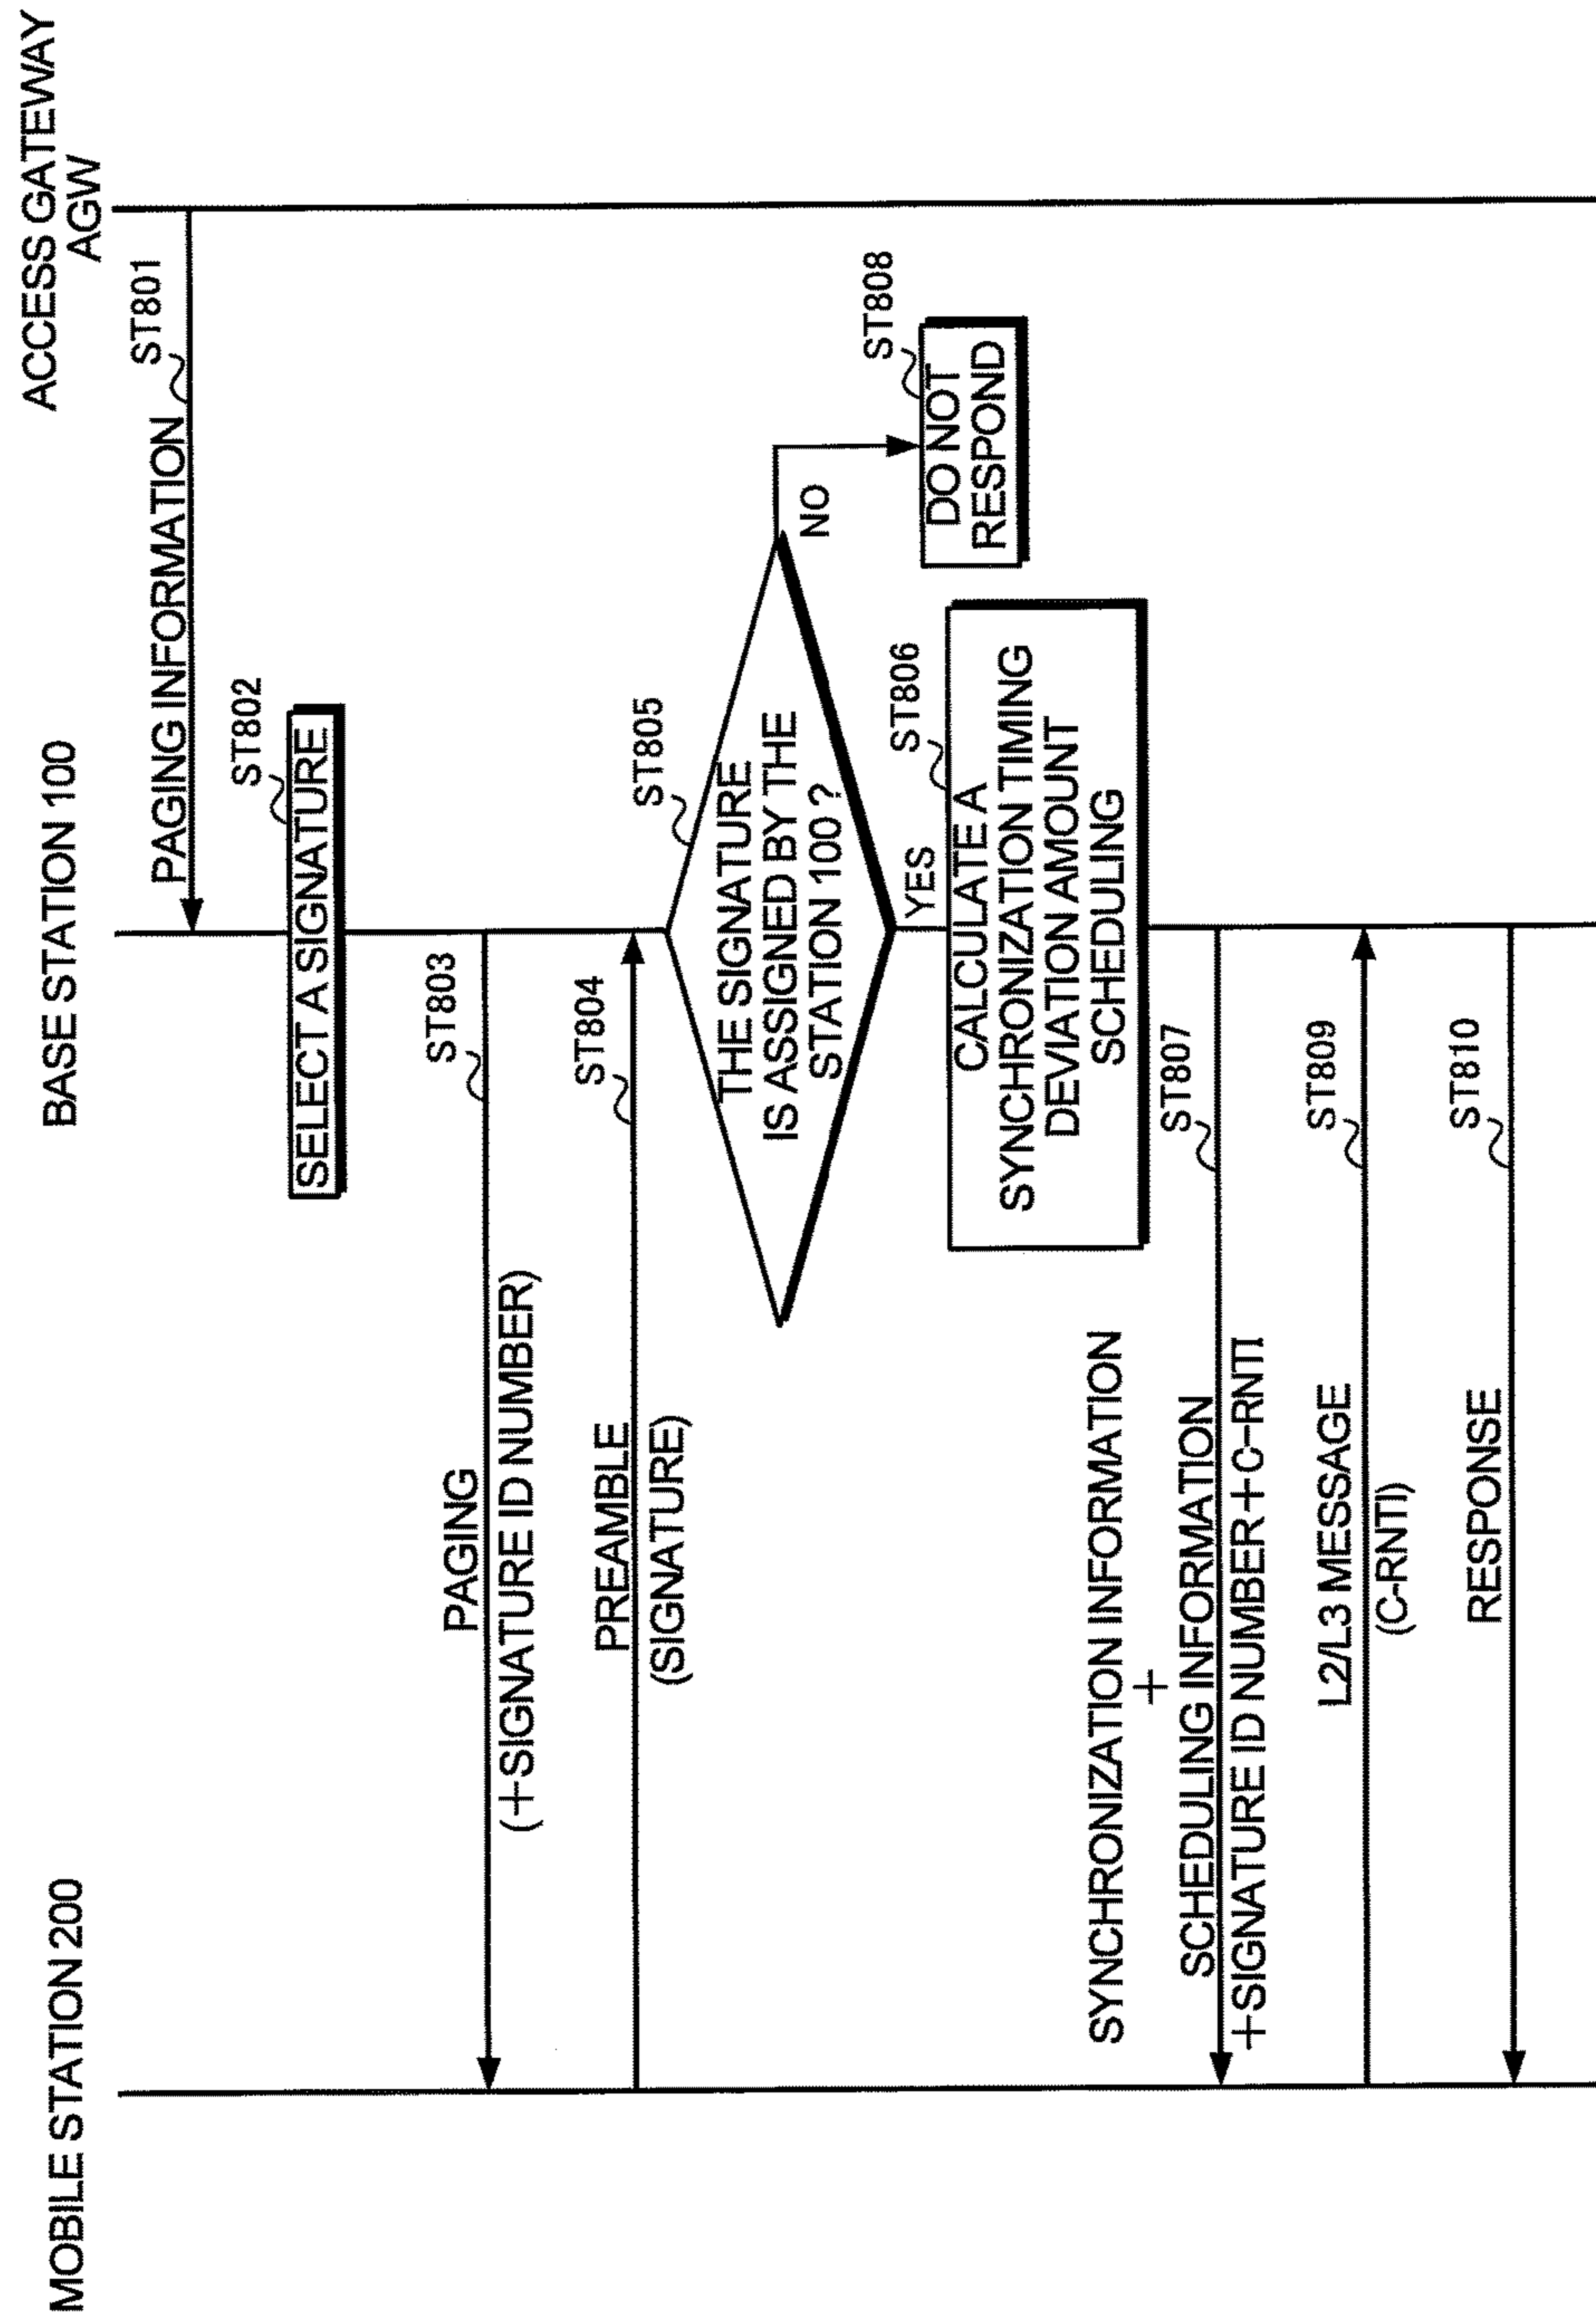 MOBILE STATION 200
BASE STATION 100
ACCESS GATEWAY
AGW
PAGING INFORMATION
ST801
ST802
SELECT A SIGNATURE
ST803
PAGING
(+SIGNATURE ID NUMBER)
ST804
PREAMBLE
(SIGNATURE)
ST805
THE SIGNATURE
IS ASSIGNED BY THE
STATION 100 ?
NO
ST808
DO NOT
RESPOND
YES
ST806
CALCULATE A
SYNCHRONIZATION TIMING
DEVIATION AMOUNT
SCHEDULING
ST807
SYNCHRONIZATION INFORMATION
+
SCHEDULING INFORMATION
+SIGNATURE ID NUMBER+C-RNTI
ST809
L2/L3 MESSAGE
(C-RNTI)
ST810
RESPONSE